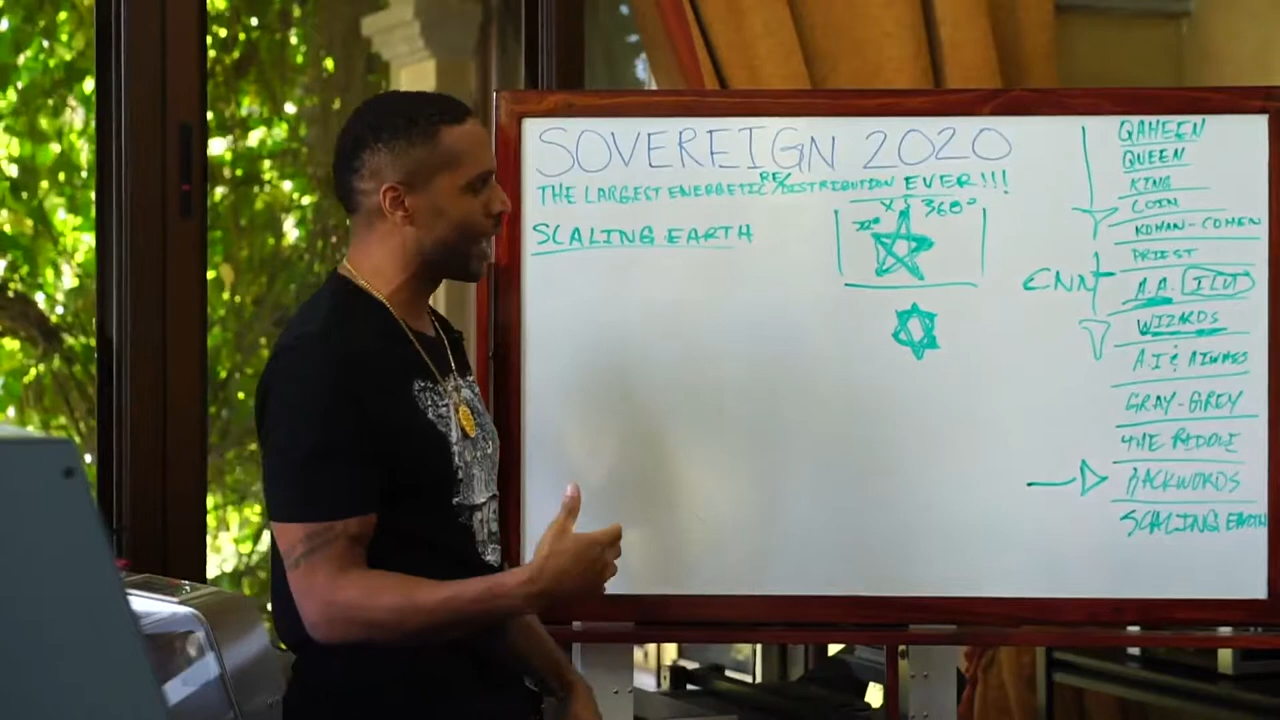 SOVEREIGN 2020
THE LARGEST ENERGETIC RE/DISTRIBUTION EVER!!!
SCALING EARTH
X 360°
72°
CNN
QAHEEN
QUEEN
KING
COIN
KOHAN-COHEN
PRIEST
A.A.
WIZARDS
A.I &
GRAY-GREY
THE RIDDLE
BACKWORDS
SCALING EARTH